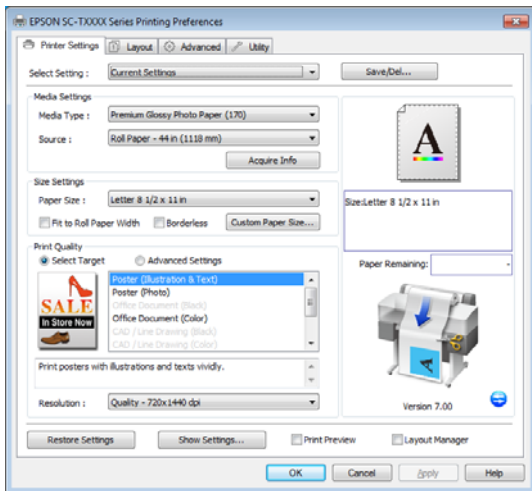 EPSON SC-TXXXX Series Printing Preferences
Printer Settings Layout Advanced Utility
Select Setting : Current Settings Save/Del...
Media Settings
Media Type : Premium Glossy Photo Paper (170)
Source : Roll Paper - 44 in (1118 mm)
Acquire Info
A
Size Settings
Paper Size : Letter 8 1/2 x 11 in
Size:Letter 8 1/2 x 11 in
Fit to Roll Paper Width Borderless Custom Paper Size...
Print Quality
Select Target Advanced Settings
Paper Remaining: -
SALE
In Store Now
Poster (Illustration & Text)
Poster (Photo)
Office Document (Black)
Office Document (Color)
CAD / Line Drawing (Black)
CAD / Line Drawing (Color)
A
Print posters with illustrations and texts vividly.
Resolution : Quality - 720x1440 dpi
Version 7.00
Restore Settings Show Settings... Print Preview Layout Manager
OK Cancel Apply Help